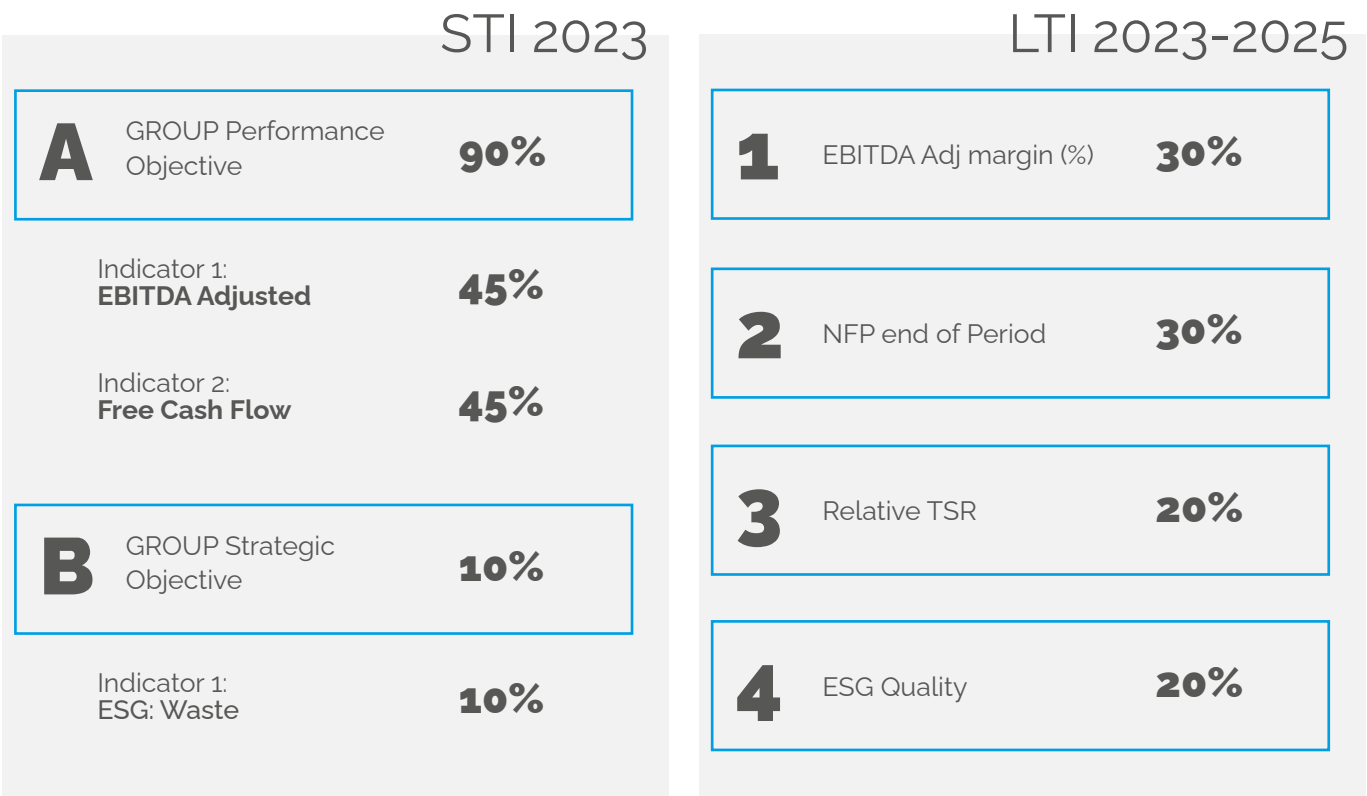 STI 2023
A
GROUP Performance
Objective
90%
Indicator 1:
EBITDA Adjusted
45%
Indicator 2:
Free Cash Flow
45%
B
GROUP Strategic
Objective
10%
Indicator 1:
ESG: Waste
10%
LTI 2023-2025
1
EBITDA Adj margin (%)
30%
2
NFP end of Period
30%
3
Relative TSR
20%
4
ESG Quality
20%